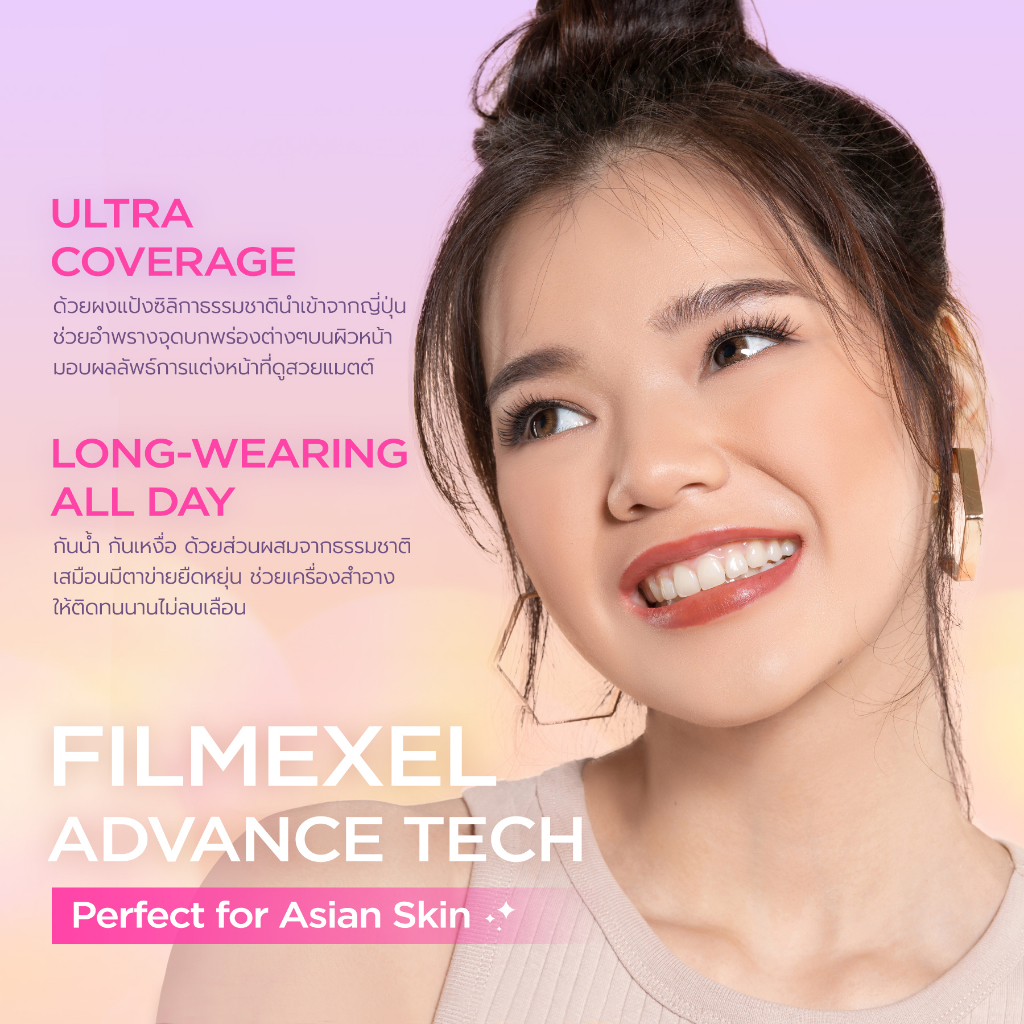 ULTRA
COVERAGE
ด้วยผงแป้งซิลิกาธรรมชาตินำเข้าจากญี่ปุ่น
ช่วยอำพรางจุดบกพร่องต่างๆบนผิวหน้า
มอบผลลัพธ์การแต่งหน้าที่ดูสวยแมตต์
LONG-WEARING
ALL DAY
กันน้ำ กันเหงื่อ ด้วยส่วนผสมจากธรรมชาติ
เสมือนมีตาข่ายยืดหยุ่น ช่วยเครื่องสำอาง
ให้ติดทนนานไม่ลบเลือน
FILMEXEL
ADVANCE TECH
Perfect for Asian Skin